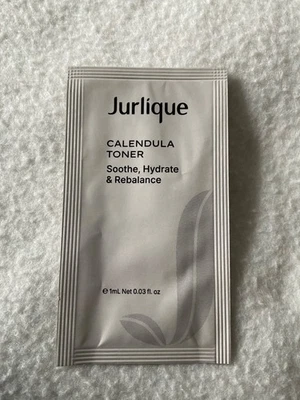 Jurlique
CALENDULA
TONER
Soothe, Hydrate
& Rebalance
℮ 1mL Net 0.03 fl. oz